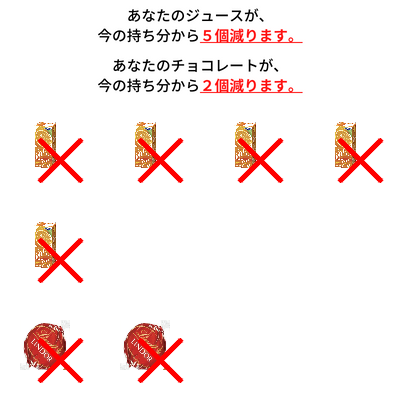 あなたのジュースが、
今の持ち分から５個減ります。
あなたのチョコレートが、
今の持ち分から２個減ります。
LINDOR LINDOR